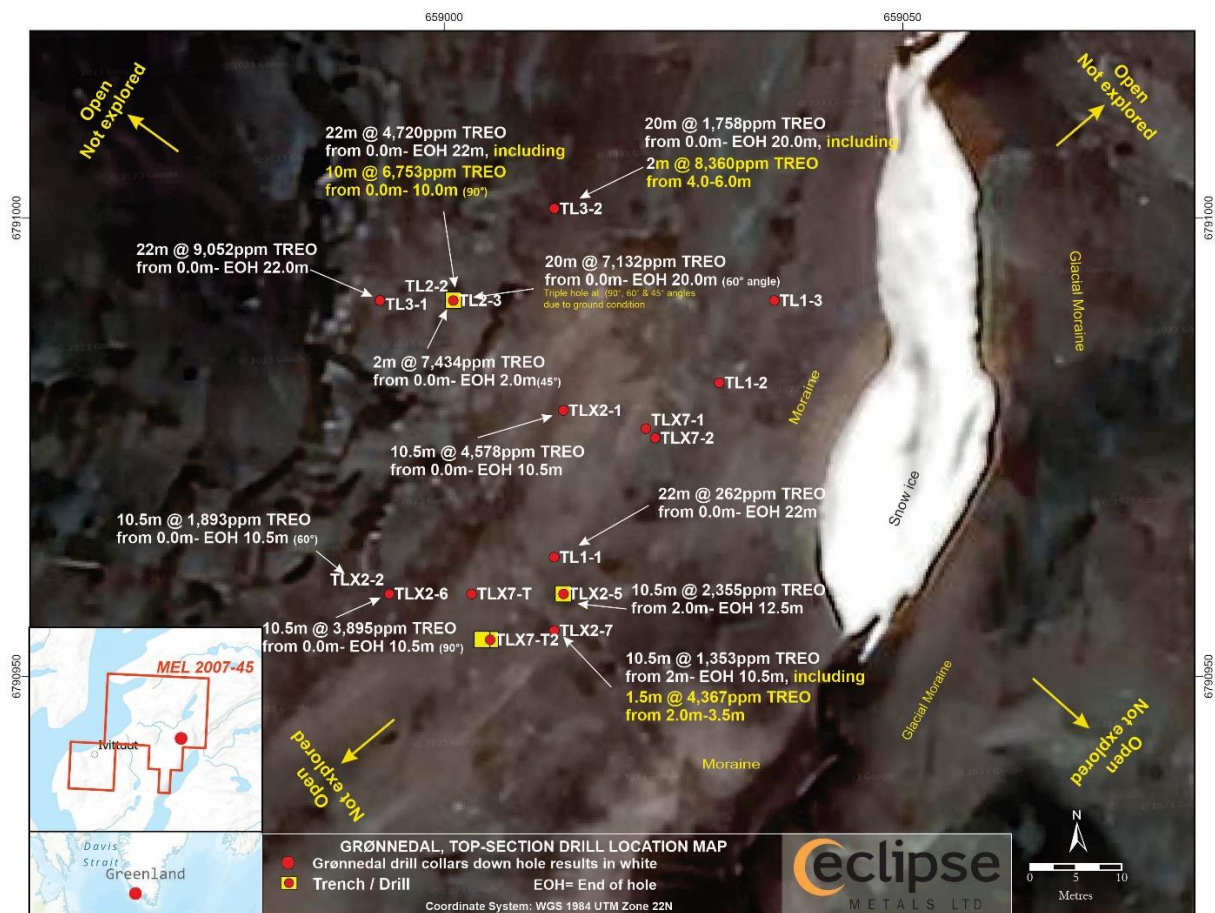 659000
659050
6791000
6791000
6790950
6790950
Open
Not explored
Open
Not explored
22m @ 4,720ppm TREO
from 0.0m- EOH 22m, including
10m @ 6,753ppm TREO
from 0.0m- 10.0m (90°)
20m @ 1,758ppm TREO
from 0.0m- EOH 20.0m, including
2m @ 8,360ppm TREO
from 4.0-6.0m
TL3-2
22m @ 9,052ppm TREO
from 0.0m- EOH 22.0m
TL2-2
TL3-1
TL2-3
20m @ 7,132ppm TREO
from 0.0m- EOH 20.0m (60° angle)
Triple hole at (90°, 60° & 45° angles
due to ground condition
TL1-3
Glacial Moraine
2m @ 7,434ppm TREO
from 0.0m- EOH 2.0m(45°)
TL1-2
Moraine
TLX2-1
TLX7-1
TLX7-2
10.5m @ 4,578ppm TREO
from 0.0m- EOH 10.5m
22m @ 262ppm TREO
from 0.0m- EOH 22m
Snow ice
10.5m @ 1,893ppm TREO
from 0.0m- EOH 10.5m (60°)
TL1-1
TLX2-2
TLX2-6
TLX7-T
TLX2-5
10.5m @ 2,355ppm TREO
from 2.0m- EOH 12.5m
10.5m @ 3,895ppm TREO
from 0.0m- EOH 10.5m (90°)
TLX2-7
TLX7-T2
10.5m @ 1,353ppm TREO
from 2m- EOH 10.5m, including
1.5m @ 4,367ppm TREO
from 2.0m-3.5m
Glacial Moraine
Moraine
Open
Not explored
Open
Not explored
MEL 2007-45
Ivittuut
Davis
Strait
Greenland
GRØNNEDAL, TOP-SECTION DRILL LOCATION MAP
Grønnedal drill collars down hole results in white
Trench / Drill
EOH= End of hole
Coordinate System: WGS 1984 UTM Zone 22N
eclipse
METALS LTD
N
10
5
0
10
Metres
© 2023 Google